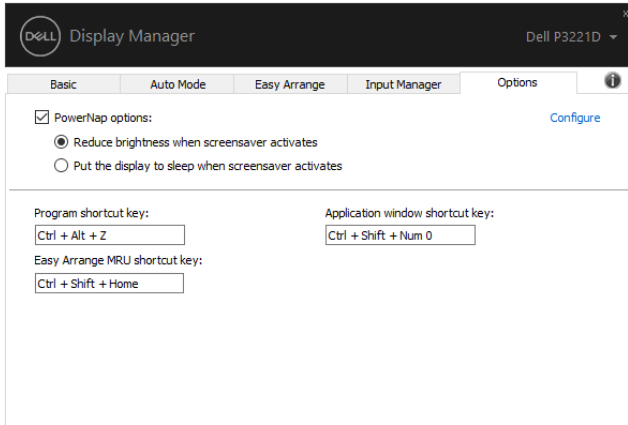 DELL Display Manager
Dell P3221D
Basic Auto Mode Easy Arrange Input Manager Options
PowerNap options:
Configure
Reduce brightness when screensaver activates
Put the display to sleep when screensaver activates
Program shortcut key:
Application window shortcut key:
Ctrl + Alt + Z
Ctrl + Shift + Num 0
Easy Arrange MRU shortcut key:
Ctrl + Shift + Home